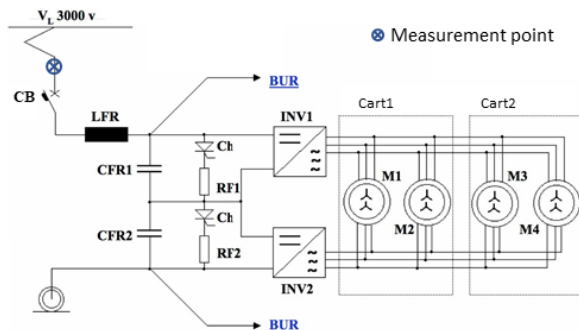 V_L 3000 v
Measurement point
BUR
CB
LFR
Cart1
Cart2
INV1
Ch
CFR1
RF1
M1
M3
Ch
CFR2
RF2
M2
M4
INV2
BUR